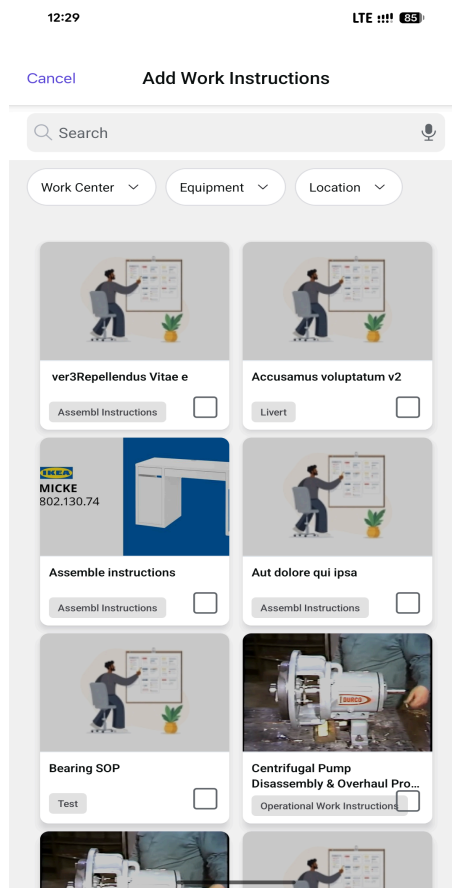 12:29
LTE
85
Cancel
Add Work Instructions
Search
Work Center
Equipment
Location
ver3Repellendus Vitae e
Accusamus voluptatum v2
Assembl Instructions
Livert
IKEA
MICKE
802.130.74
Assemble instructions
Aut dolore qui ipsa
Assembl Instructions
Assembl Instructions
Bearing SOP
Test
DURCO
Centrifugal Pump
Disassembly & Overhaul Pro...
Operational Work Instructions